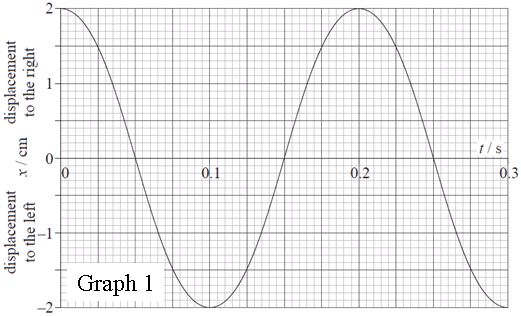 2
1
0
−1
−2
displacement
to the right
x / cm
displacement
to the left
0
0.1
0.2
0.3
t / s
Graph 1